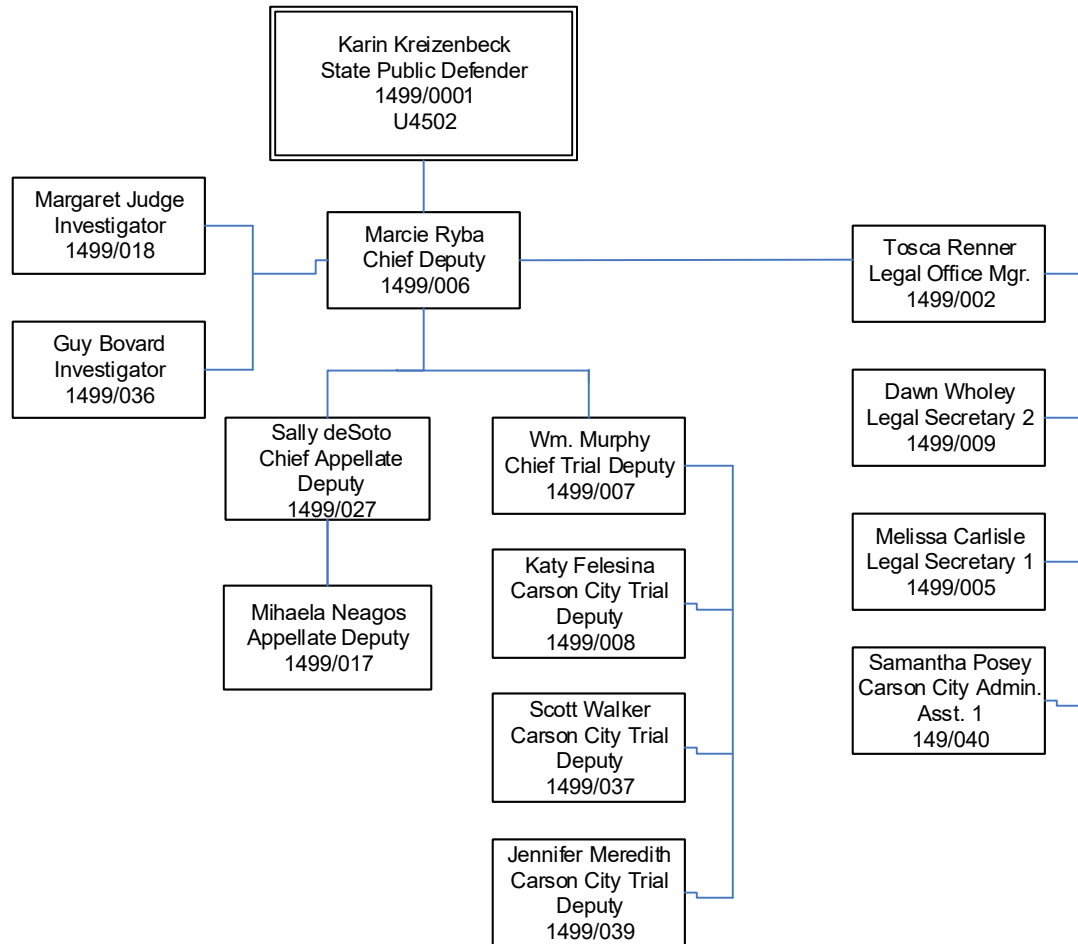 Karin Kreizenbeck
State Public Defender
1499/0001
U4502
Margaret Judge
Investigator
1499/018
Marcie Ryba
Chief Deputy
1499/006
Tosca Renner
Legal Office Mgr.
1499/002
Guy Bovard
Investigator
1499/036
Dawn Wholey
Legal Secretary 2
1499/009
Sally deSoto
Chief Appellate
Deputy
1499/027
Wm. Murphy
Chief Trial Deputy
1499/007
Melissa Carlisle
Legal Secretary 1
1499/005
Katy Felesina
Carson City Trial
Deputy
1499/008
Mihaela Neagos
Appellate Deputy
1499/017
Samantha Posey
Carson City Admin.
Asst. 1
149/040
Scott Walker
Carson City Trial
Deputy
1499/037
Jennifer Meredith
Carson City Trial
Deputy
1499/039